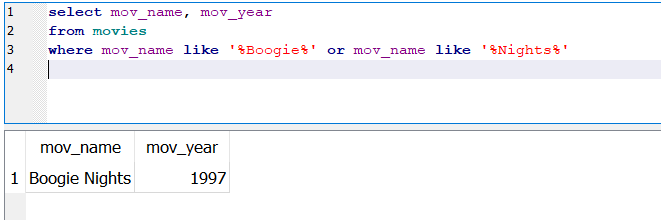 1 select mov_name, mov_year
2 from movies
3 where mov_name like '%Boogie%' or mov_name like '%Nights%'
4
mov_name mov_year
1 Boogie Nights 1997